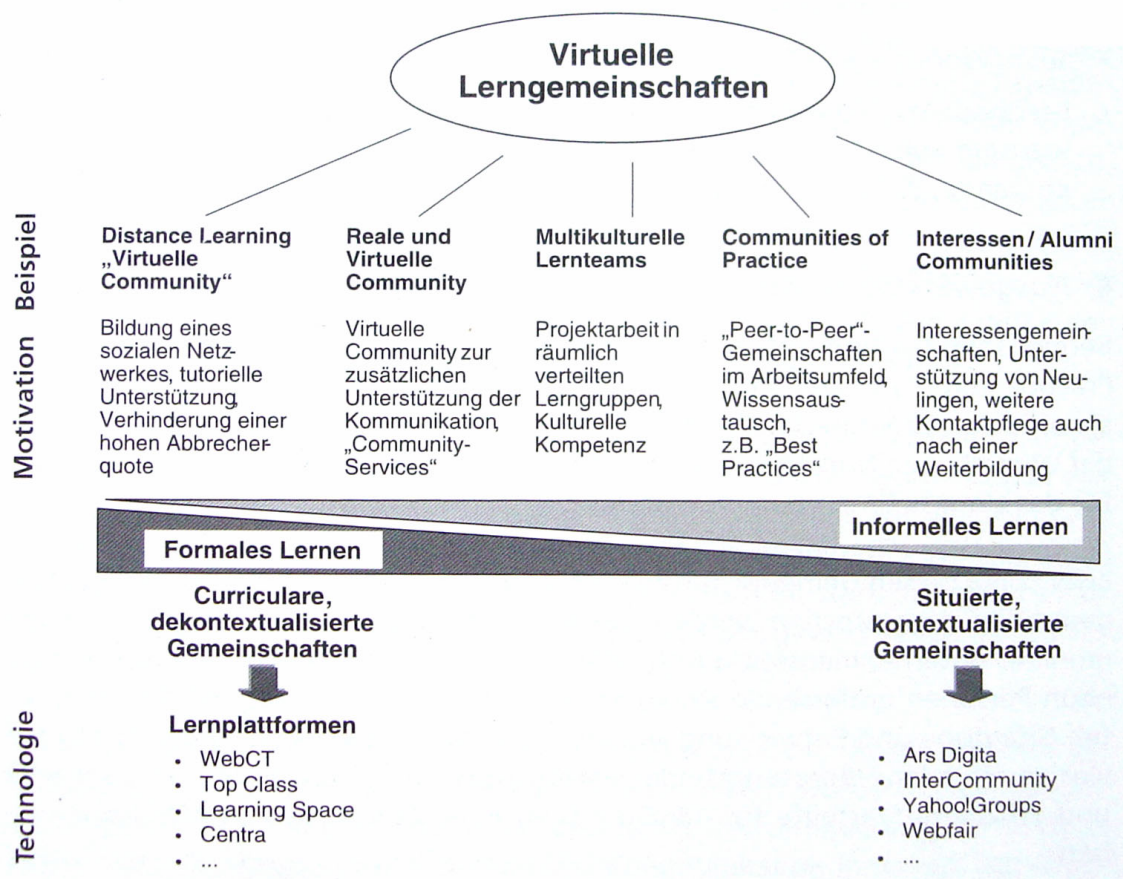 Virtuelle
Lerngemeinschaften
Beispiel
Distance Learning
„Virtuelle
Community“
Reale und
Virtuelle
Community
Multikulturelle
Lernteams
Communities of
Practice
Interessen / Alumni
Communities
Motivation
Bildung eines
sozialen Netz-
werkes, tutorielle
Unterstützung,
Verhinderung einer
hohen Abbrecher-
quote
Virtuelle
Community zur
zusätzlichen
Unterstützung der
Kommunikation,
„Community-
Services“
Projektarbeit in
räumlich
verteilten
Lerngruppen,
Kulturelle
Kompetenz
„Peer-to-Peer“-
Gemeinschaften
im Arbeitsumfeld,
Wissensaus-
tausch,
z.B. „Best
Practices“
Interessengemein-
schaften, Unter-
stützung von Neu-
lingen, weitere
Kontaktpflege auch
nach einer
Weiterbildung
Formales Lernen
Informelles Lernen
Curriculare,
dekontextualisierte
Gemeinschaften
Situierte,
kontextualisierte
Gemeinschaften
Technologie
Lernplattformen
• WebCT
• Top Class
• Learning Space
• Centra
• ...
• Ars Digita
• InterCommunity
• Yahoo!Groups
• Webfair
• ...